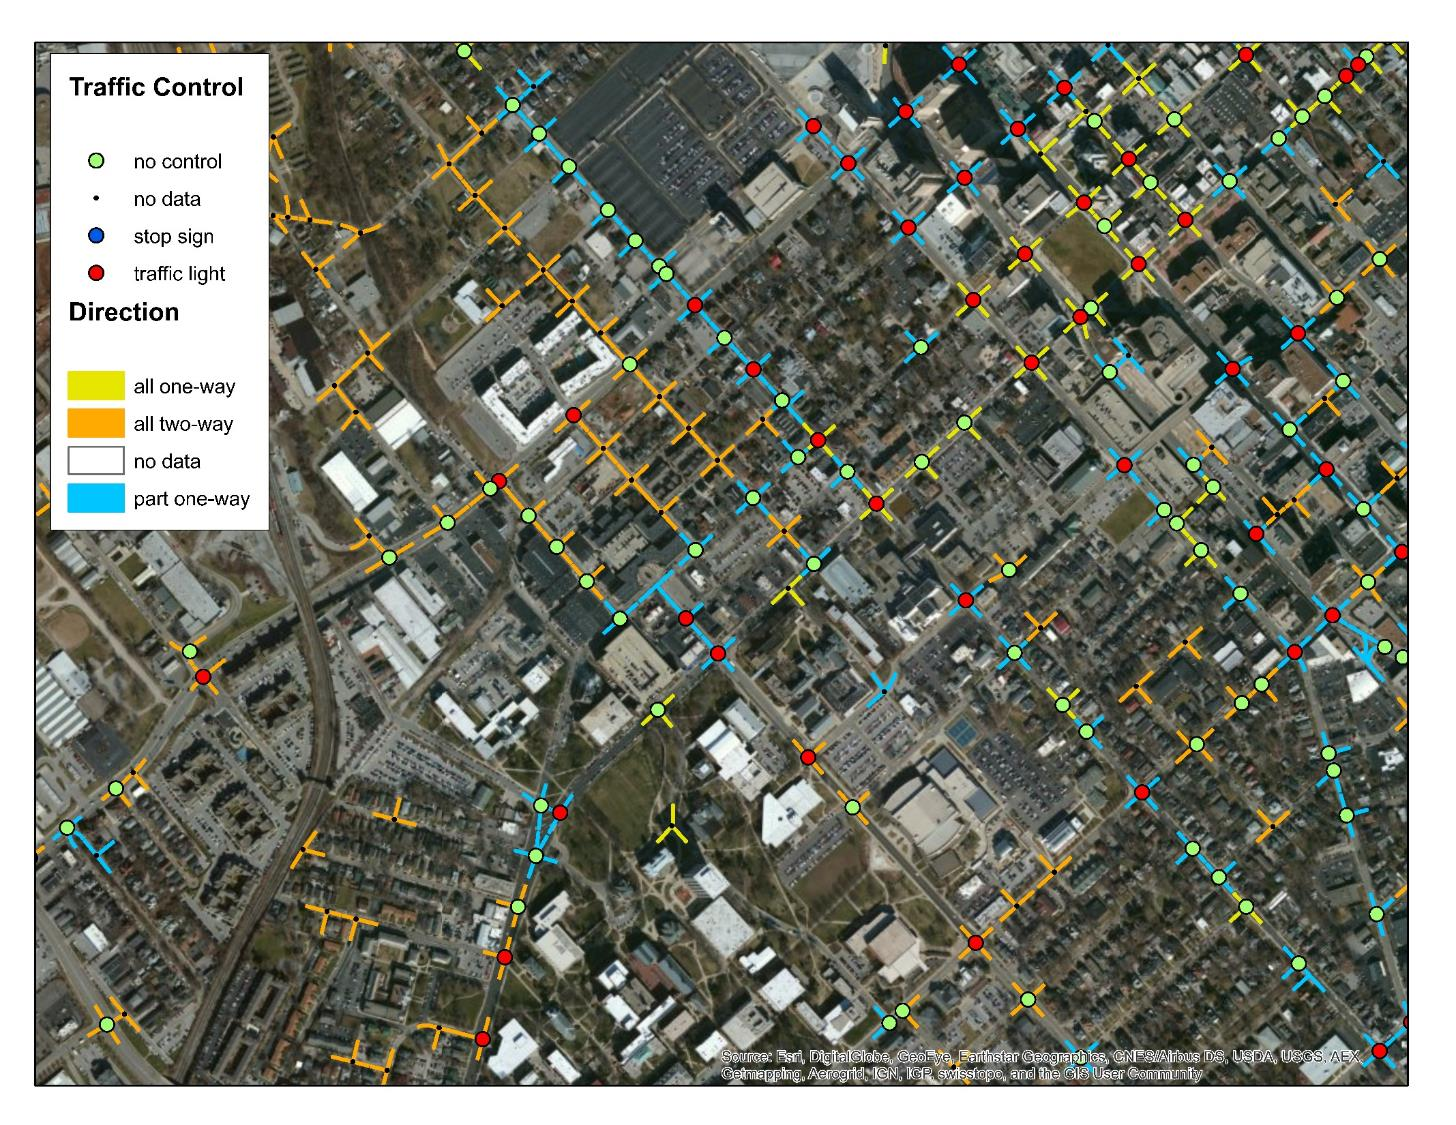 Traffic Control
no control
no data
stop sign
traffic light
Direction
all one-way
all two-way
no data
part one-way
Source: Esri, DigitalGlobe, GeoEye, Earthstar Geographics, CNES/Airbus DS, USDA, USGS, AEX,
Getmapping, Aerogrid, IGN, IGP, swisstopo, and the GIS User Community